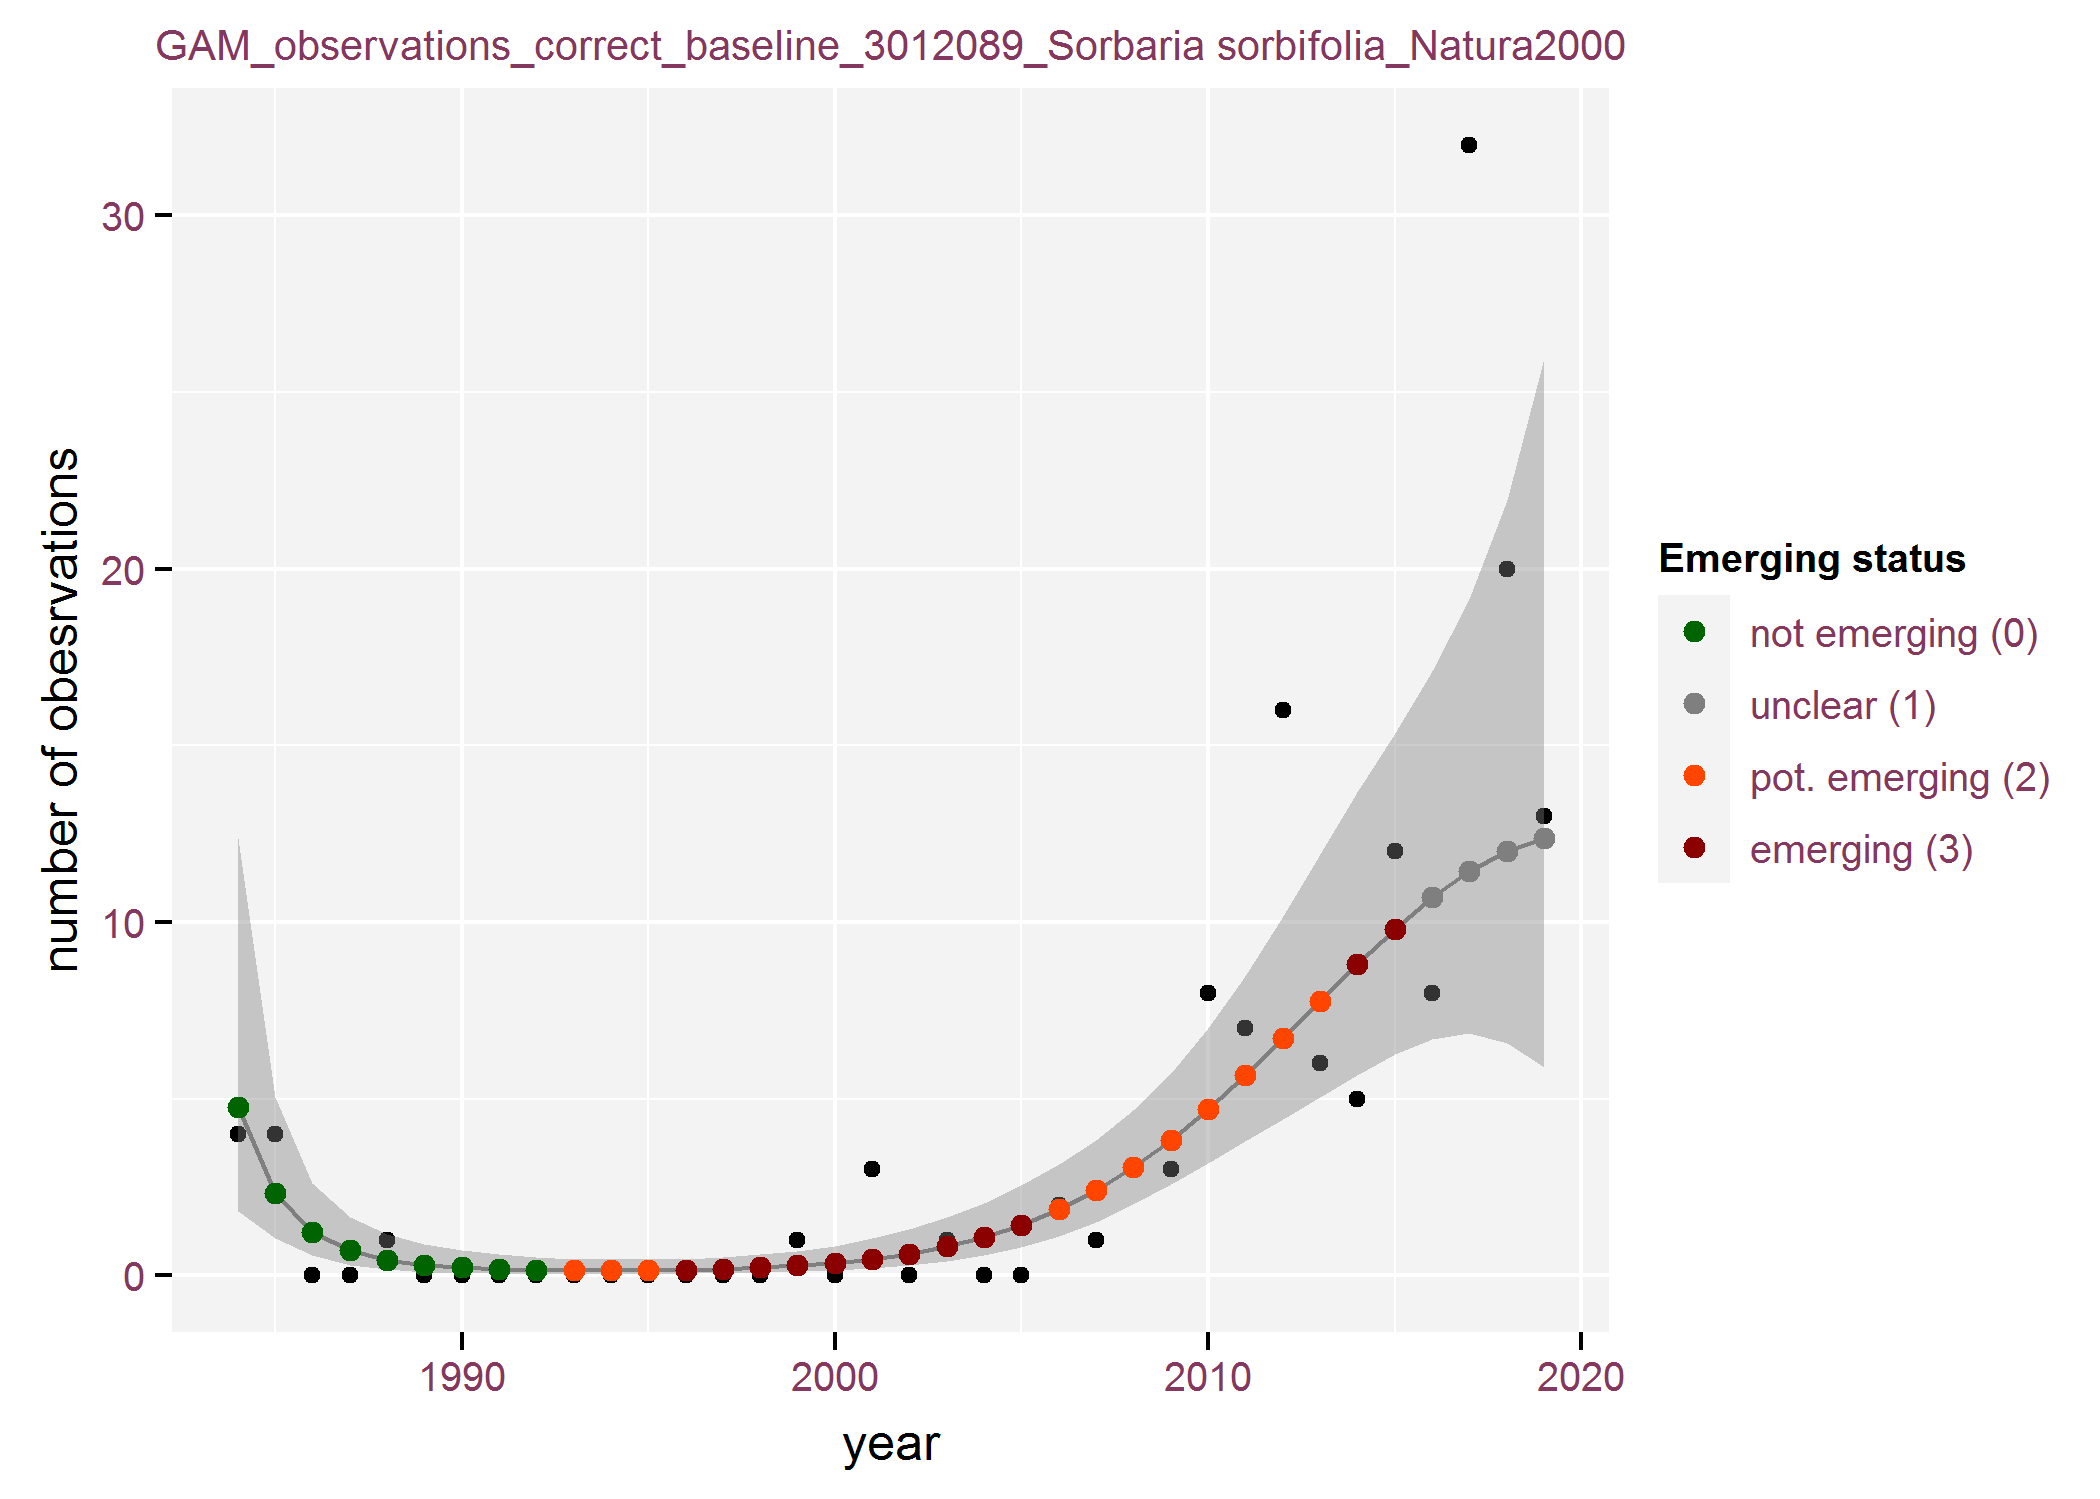 GAM_observations_correct_baseline_3012089_Sorbaria sorbifolia_Natura2000
30
20
10
0
number of obesrvations
1990
2000
2010
2020
year
Emerging status
not emerging (0)
unclear (1)
pot. emerging (2)
emerging (3)